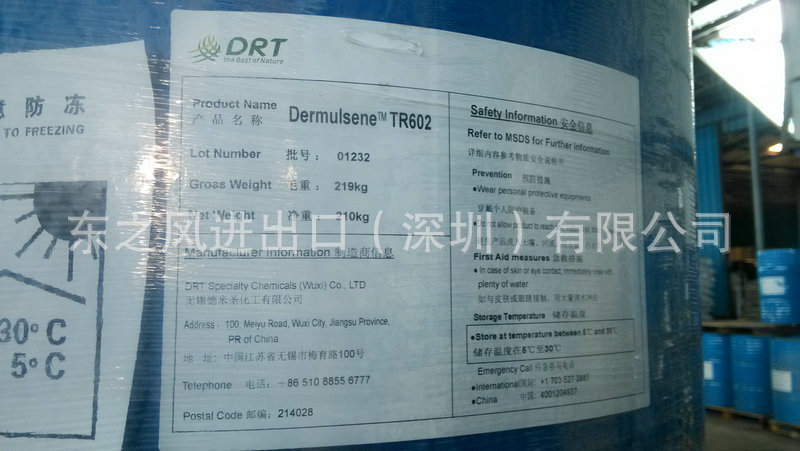 DRT
the Best of Nature
意防冻
TO FREEZING
30° C
5° C
Product Name
产品名称
Dermulsene™ TR602
Lot Number 批号： 01232
Gross Weight 毛重： 219kg
Net Weight 净重： 210kg
Manufacturer Information 制造商信息
DRT Specialty Chemicals (Wuxi) Co., LTD
无锡德米圣化工有限公司
Address： 100, Meiyu Road, Wuxi City, Jiangsu Province,
PR of China
地 址： 中国江苏省无锡市梅育路100号
Telephone 电话：+ 86 510 8855 6777
Postal Code 邮编：214028
Safety Information 安全信息
Refer to MSDS for Further information
详细内容参考物质安全说明书
Prevention 预防措施
●Wear personal protective equipments
穿戴个人防护装备
●Do not allow product to reach
First Aid measures 急救措施
● In case of skin or eye contact, immediately rinse with
plenty of water
如与皮肤或眼睛接触，用大量清水冲洗
Storage Temperature 储存温度
●Store at temperature between 5℃ and 30℃
储存温度在5℃至30℃
Emergency Call 应急咨询电话
●International国际: +1 703 527 3887
●China 中国: 4001204937
东之风进出口（深圳）有限公司